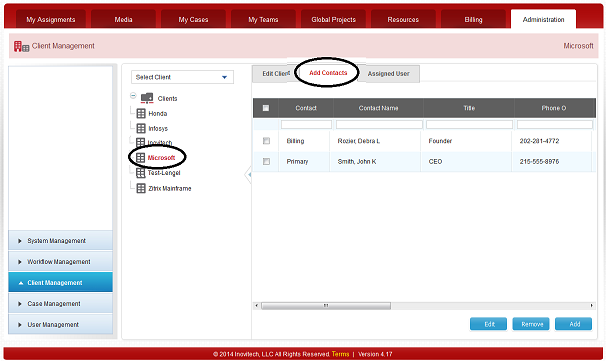 My Assignments Media My Cases My Teams Global Projects Resources Billing Administration
Client Management Microsoft
Select Client
Clients
Honda
Infosys
Inovitech
Microsoft
Test-Lengel
Zitrix Mainframe
System Management
Workflow Management
Client Management
Case Management
User Management
Edit Client Add Contacts Assigned User
Contact Contact Name Title Phone O
Billing Rozier, Debra L Founder 202-281-4772
Primary Smith, John K CEO 215-555-8976
Edit Remove Add
© 2014 Inovitech, LLC All Rights Reserved. Terms | Version 4.17